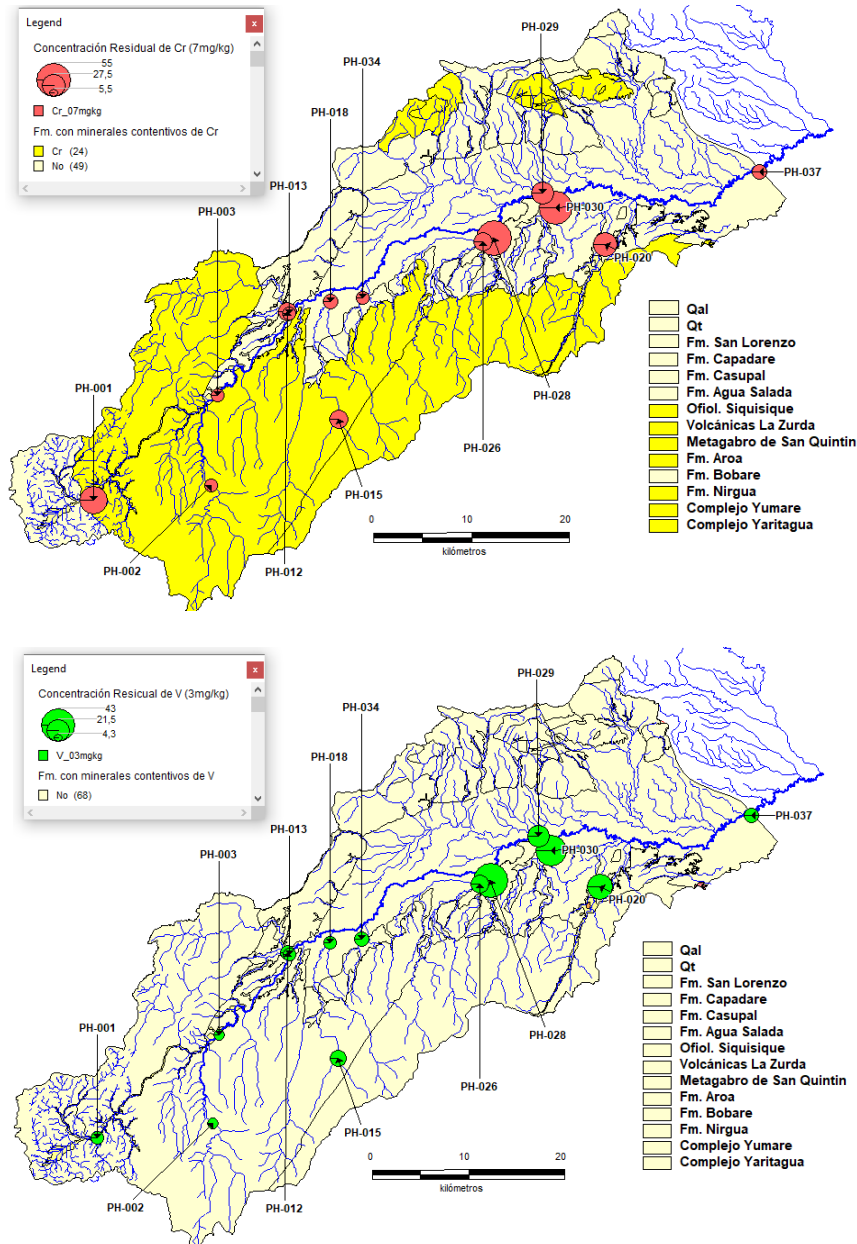 Legend
x
Concentración Residual de Cr (7mg/kg)
55
27,5
5,5
Cr_07mgkg
Fm. con minerales contentivos de Cr
Cr (24)
No (49)
PH-029
PH-034
PH-018
PH-013
PH-003
PH-037
PH-030
PH-020
PH-001
PH-028
PH-026
PH-015
PH-002
PH-012
0
10
20
kilómetros
Qal
Qt
Fm. San Lorenzo
Fm. Capadare
Fm. Casupal
Fm. Agua Salada
Ofiol. Siquisique
Volcánicas La Zurda
Metagabro de San Quintin
Fm. Aroa
Fm. Bobare
Fm. Nirgua
Complejo Yumare
Complejo Yaritagua
Legend
x
Concentración Resicual de V (3mg/kg)
43
21,5
4,3
V_03mgkg
Fm. con minerales contentivos de V
No (68)
PH-029
PH-034
PH-018
PH-013
PH-003
PH-037
PH-030
PH-020
PH-001
PH-028
PH-026
PH-015
PH-002
PH-012
0
10
20
kilómetros
Qal
Qt
Fm. San Lorenzo
Fm. Capadare
Fm. Casupal
Fm. Agua Salada
Ofiol. Siquisique
Volcánicas La Zurda
Metagabro de San Quintin
Fm. Aroa
Fm. Bobare
Fm. Nirgua
Complejo Yumare
Complejo Yaritagua